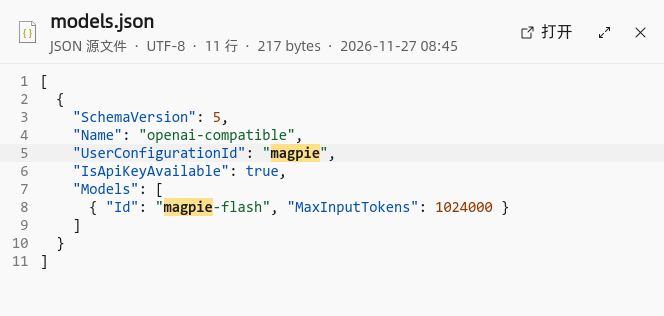 models.json
JSON 源文件 · UTF-8 · 11 行 · 217 bytes · 2026-11-27 08:45
打开
1 [
2   {
3     "SchemaVersion": 5,
4     "Name": "openai-compatible",
5     "UserConfigurationId": "magpie",
6     "IsApiKeyAvailable": true,
7     "Models": [
8       { "Id": "magpie-flash", "MaxInputTokens": 1024000 }
9     ]
10   }
11 ]